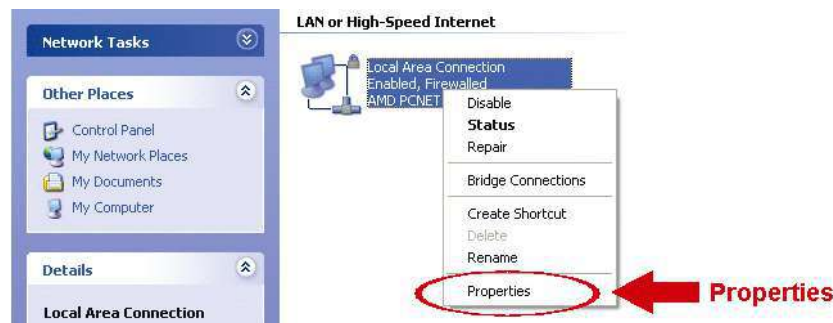 Network Tasks
Other Places
Control Panel
My Network Places
My Documents
My Computer
Details
Local Area Connection
LAN or High-Speed Internet
Local Area Connection
Enabled, Firewalled
AMD PCNET
Disable
Status
Repair
Bridge Connections
Create Shortcut
Delete
Rename
Properties
Properties